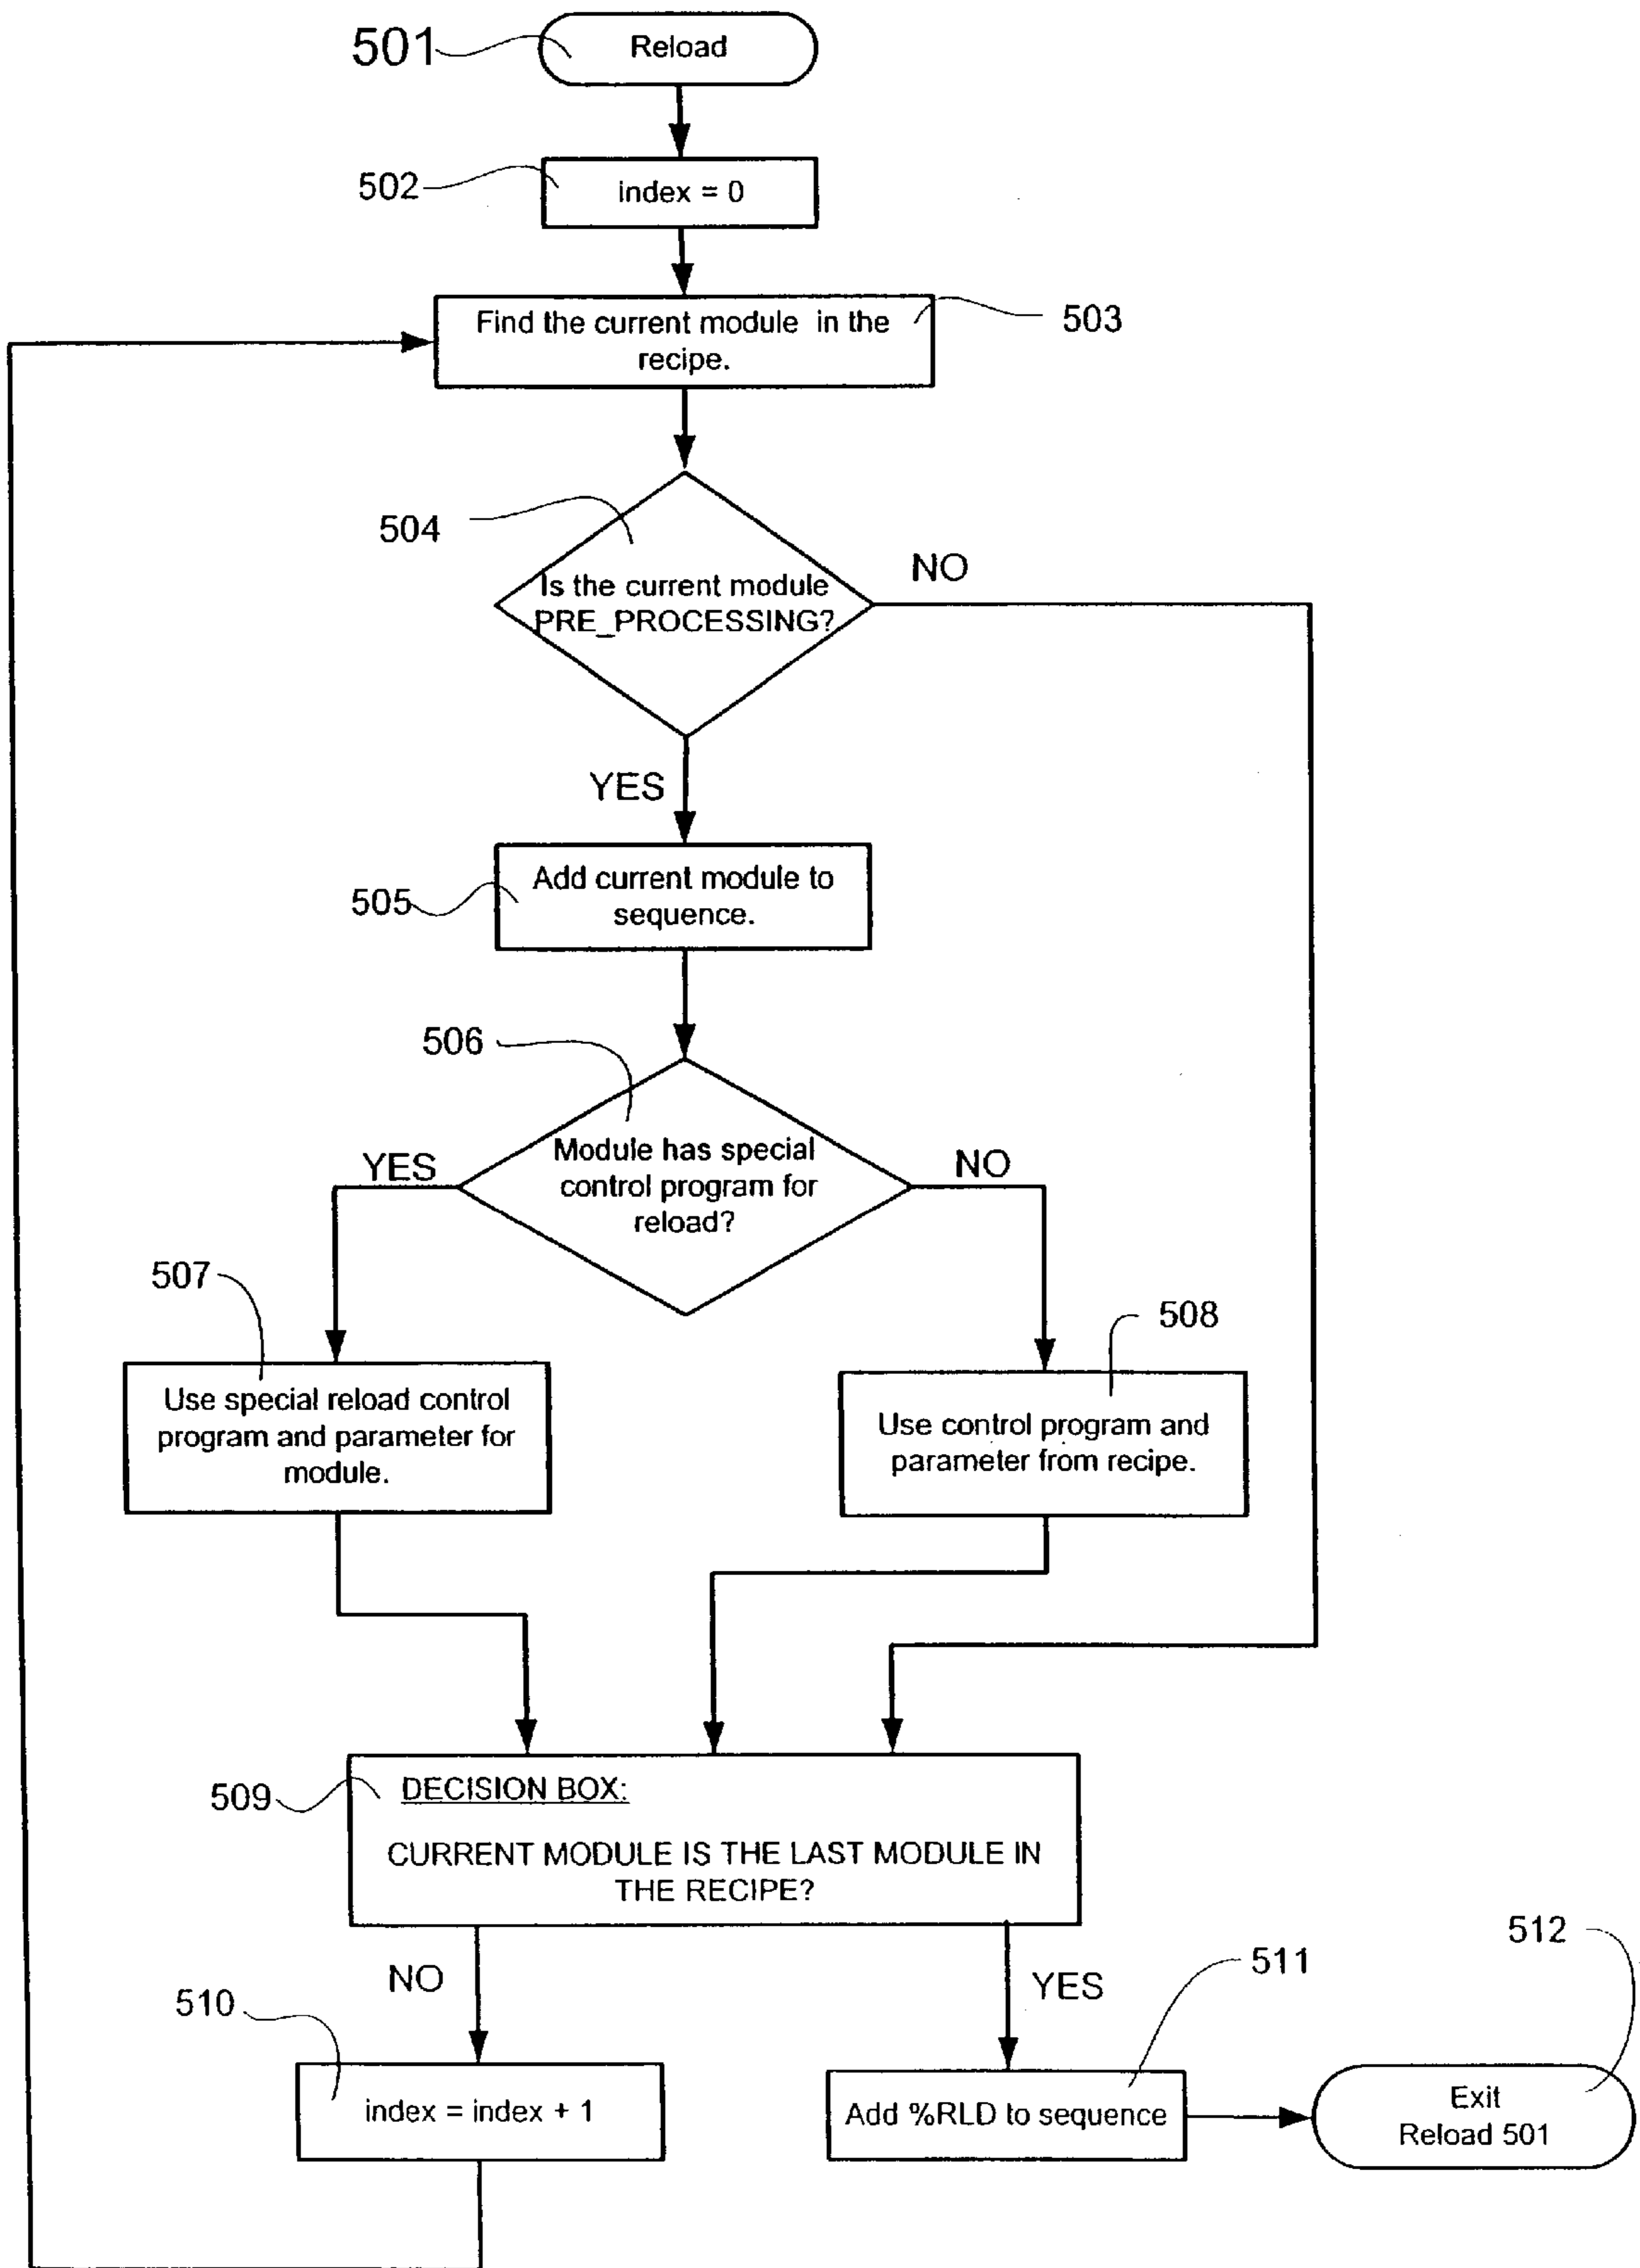 501
Reload
502
index = 0
Find the current module in the
recipe.
503
504
Is the current module
PRE_PROCESSING?
NO
YES
505
Add current module to
sequence.
506
YES
Module has special
control program for
reload?
NO
507
508
Use special reload control
program and parameter for
module.
Use control program and
parameter from recipe.
509
DECISION BOX:
CURRENT MODULE IS THE LAST MODULE IN
THE RECIPE?
NO
YES
510
511
512
index = index + 1
Add %RLD to sequence
Exit
Reload 501